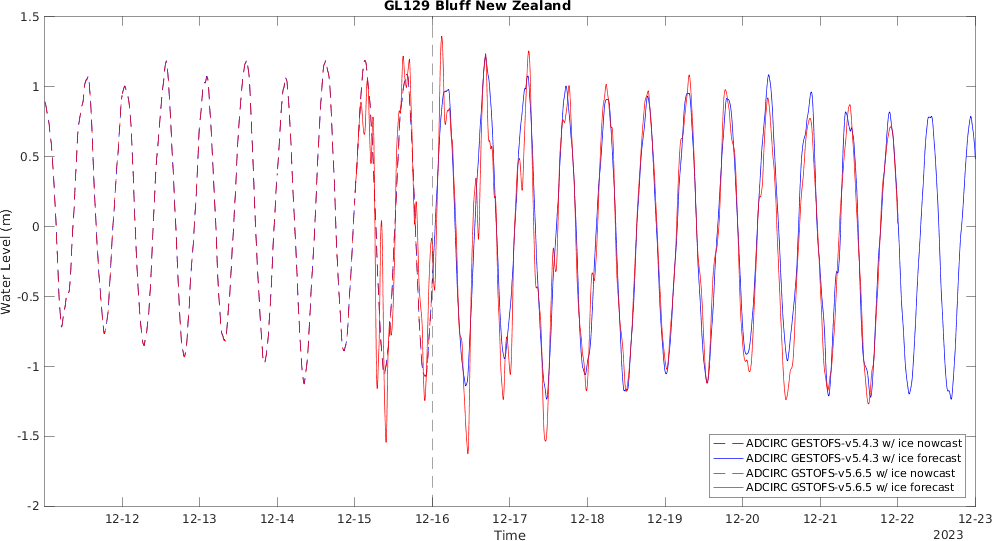 GL129 Bluff New Zealand
1.5
1
0.5
0
-0.5
-1
-1.5
-2
Water Level (m)
ADCIRC GESTOFS-v5.4.3 w/ ice nowcast
ADCIRC GESTOFS-v5.4.3 w/ ice forecast
ADCIRC GSTOFS-v5.6.5 w/ ice nowcast
ADCIRC GSTOFS-v5.6.5 w/ ice forecast
12-12 12-13 12-14 12-15 12-16 12-17 12-18 12-19 12-20 12-21 12-22 12-23
Time
2023